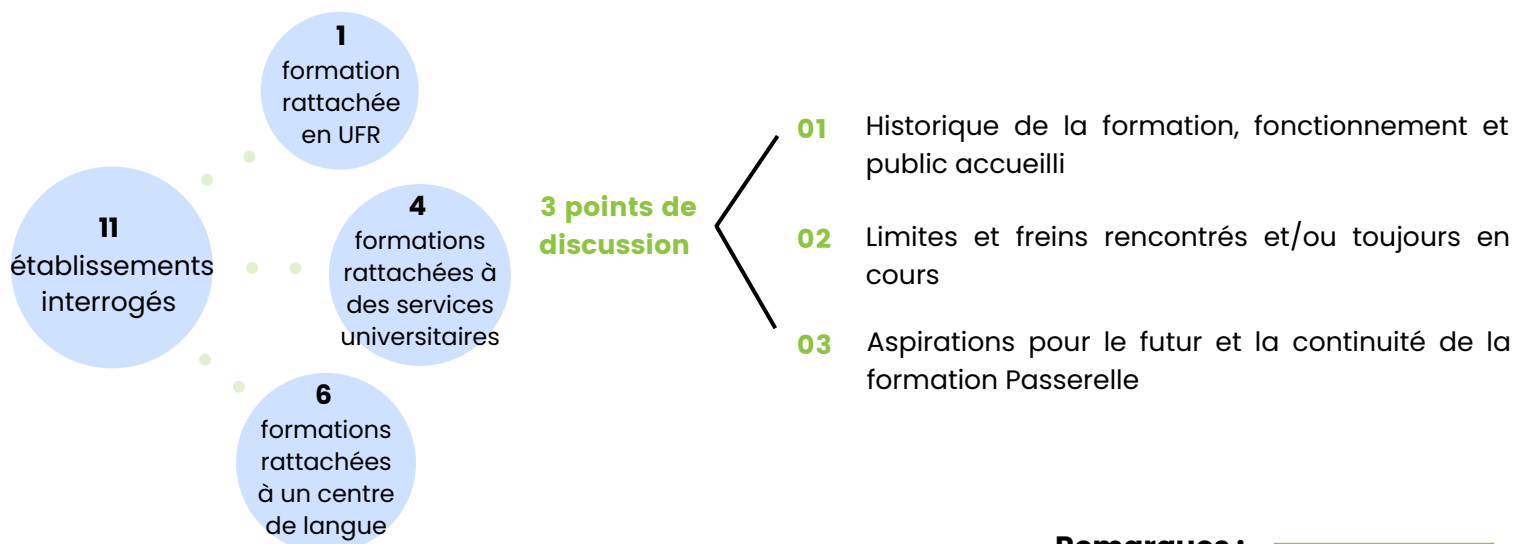 1
formation
rattachée
en UFR
11
établissements
interrogés
4
formations
rattachées à
des services
universitaires
6
formations
rattachées
à un centre
de langue
3 points de
discussion
01 Historique de la formation, fonctionnement et
public accueilli
02 Limites et freins rencontrés et/ou toujours en
cours
03 Aspirations pour le futur et la continuité de la
formation Passerelle
Remarques :